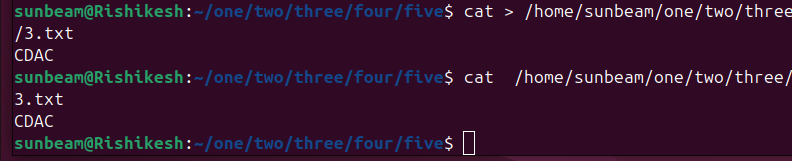 sunbeam@Rishikesh:~/one/two/three/four/five$ cat > /home/sunbeam/one/two/three
/3.txt
CDAC
sunbeam@Rishikesh:~/one/two/three/four/five$ cat  /home/sunbeam/one/two/three/
3.txt
CDAC
sunbeam@Rishikesh:~/one/two/three/four/five$